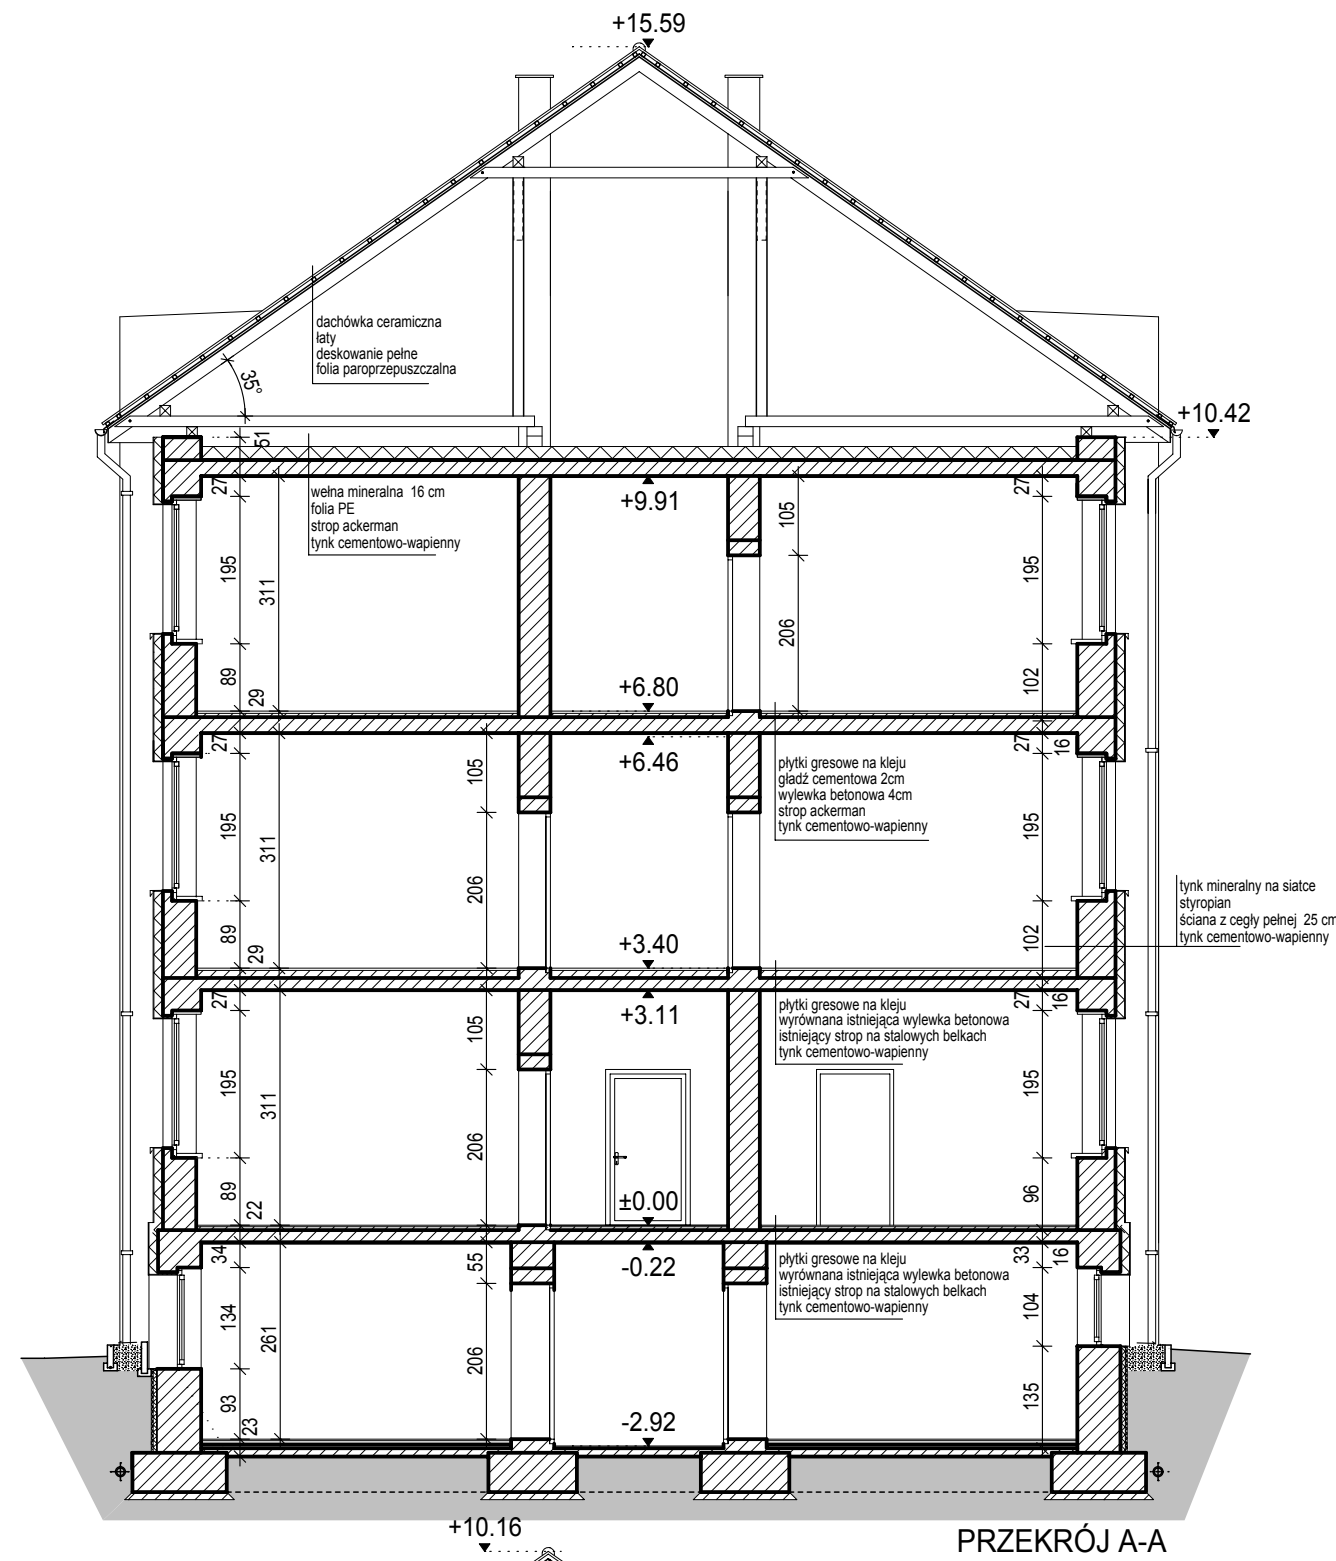 +15.59
dachówka ceramiczna
łaty
deskowanie pełne
folia paroprzepuszczalna
35°
+10.42
51
27
wełna mineralna 16 cm
folia PE
strop ackerman
tynk cementowo-wapienny
+9.91
105
27
195
311
206
195
89
29
+6.80
102
27
105
+6.46
płytki gresowe na kleju
gładź cementowa 2cm
wylewka betonowa 4cm
strop ackerman
tynk cementowo-wapienny
27
16
195
311
206
195
tynk mineralny na siatce
styropian
ściana z cegły pełnej 25 cm
tynk cementowo-wapienny
89
29
+3.40
102
27
105
+3.11
płytki gresowe na kleju
wyrównana istniejąca wylewka betonowa
istniejący strop na stalowych belkach
tynk cementowo-wapienny
27
16
195
311
206
195
89
22
±0.00
96
34
55
-0.22
płytki gresowe na kleju
wyrównana istniejąca wylewka betonowa
istniejący strop na stalowych belkach
tynk cementowo-wapienny
33
16
134
261
206
104
93
23
-2.92
135
+10.16
PRZEKRÓJ A-A